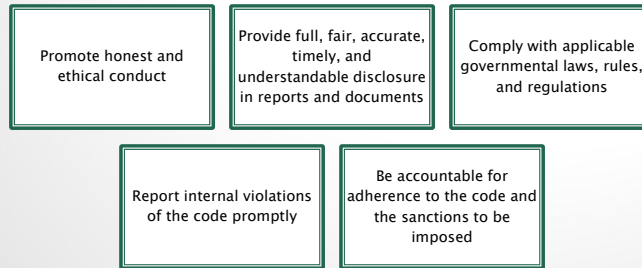 Promote honest and
ethical conduct
Provide full, fair, accurate,
timely, and
understandable disclosure
in reports and documents
Comply with applicable
governmental laws, rules,
and regulations
Report internal violations
of the code promptly
Be accountable for
adherence to the code and
the sanctions to be
imposed